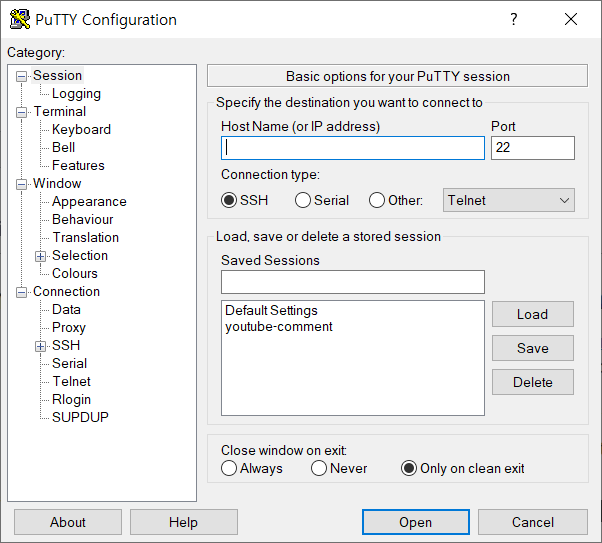 PuTTY Configuration
?
Category:
Session
Logging
Terminal
Keyboard
Bell
Features
Window
Appearance
Behaviour
Translation
Selection
Colours
Connection
Data
Proxy
SSH
Serial
Telnet
Rlogin
SUPDUP
Basic options for your PuTTY session
Specify the destination you want to connect to
Host Name (or IP address) Port
22
Connection type:
SSH Serial Other: Telnet
Load, save or delete a stored session
Saved Sessions
Default Settings
youtube-comment
Load
Save
Delete
Close window on exit:
Always Never Only on clean exit
About Help Open Cancel